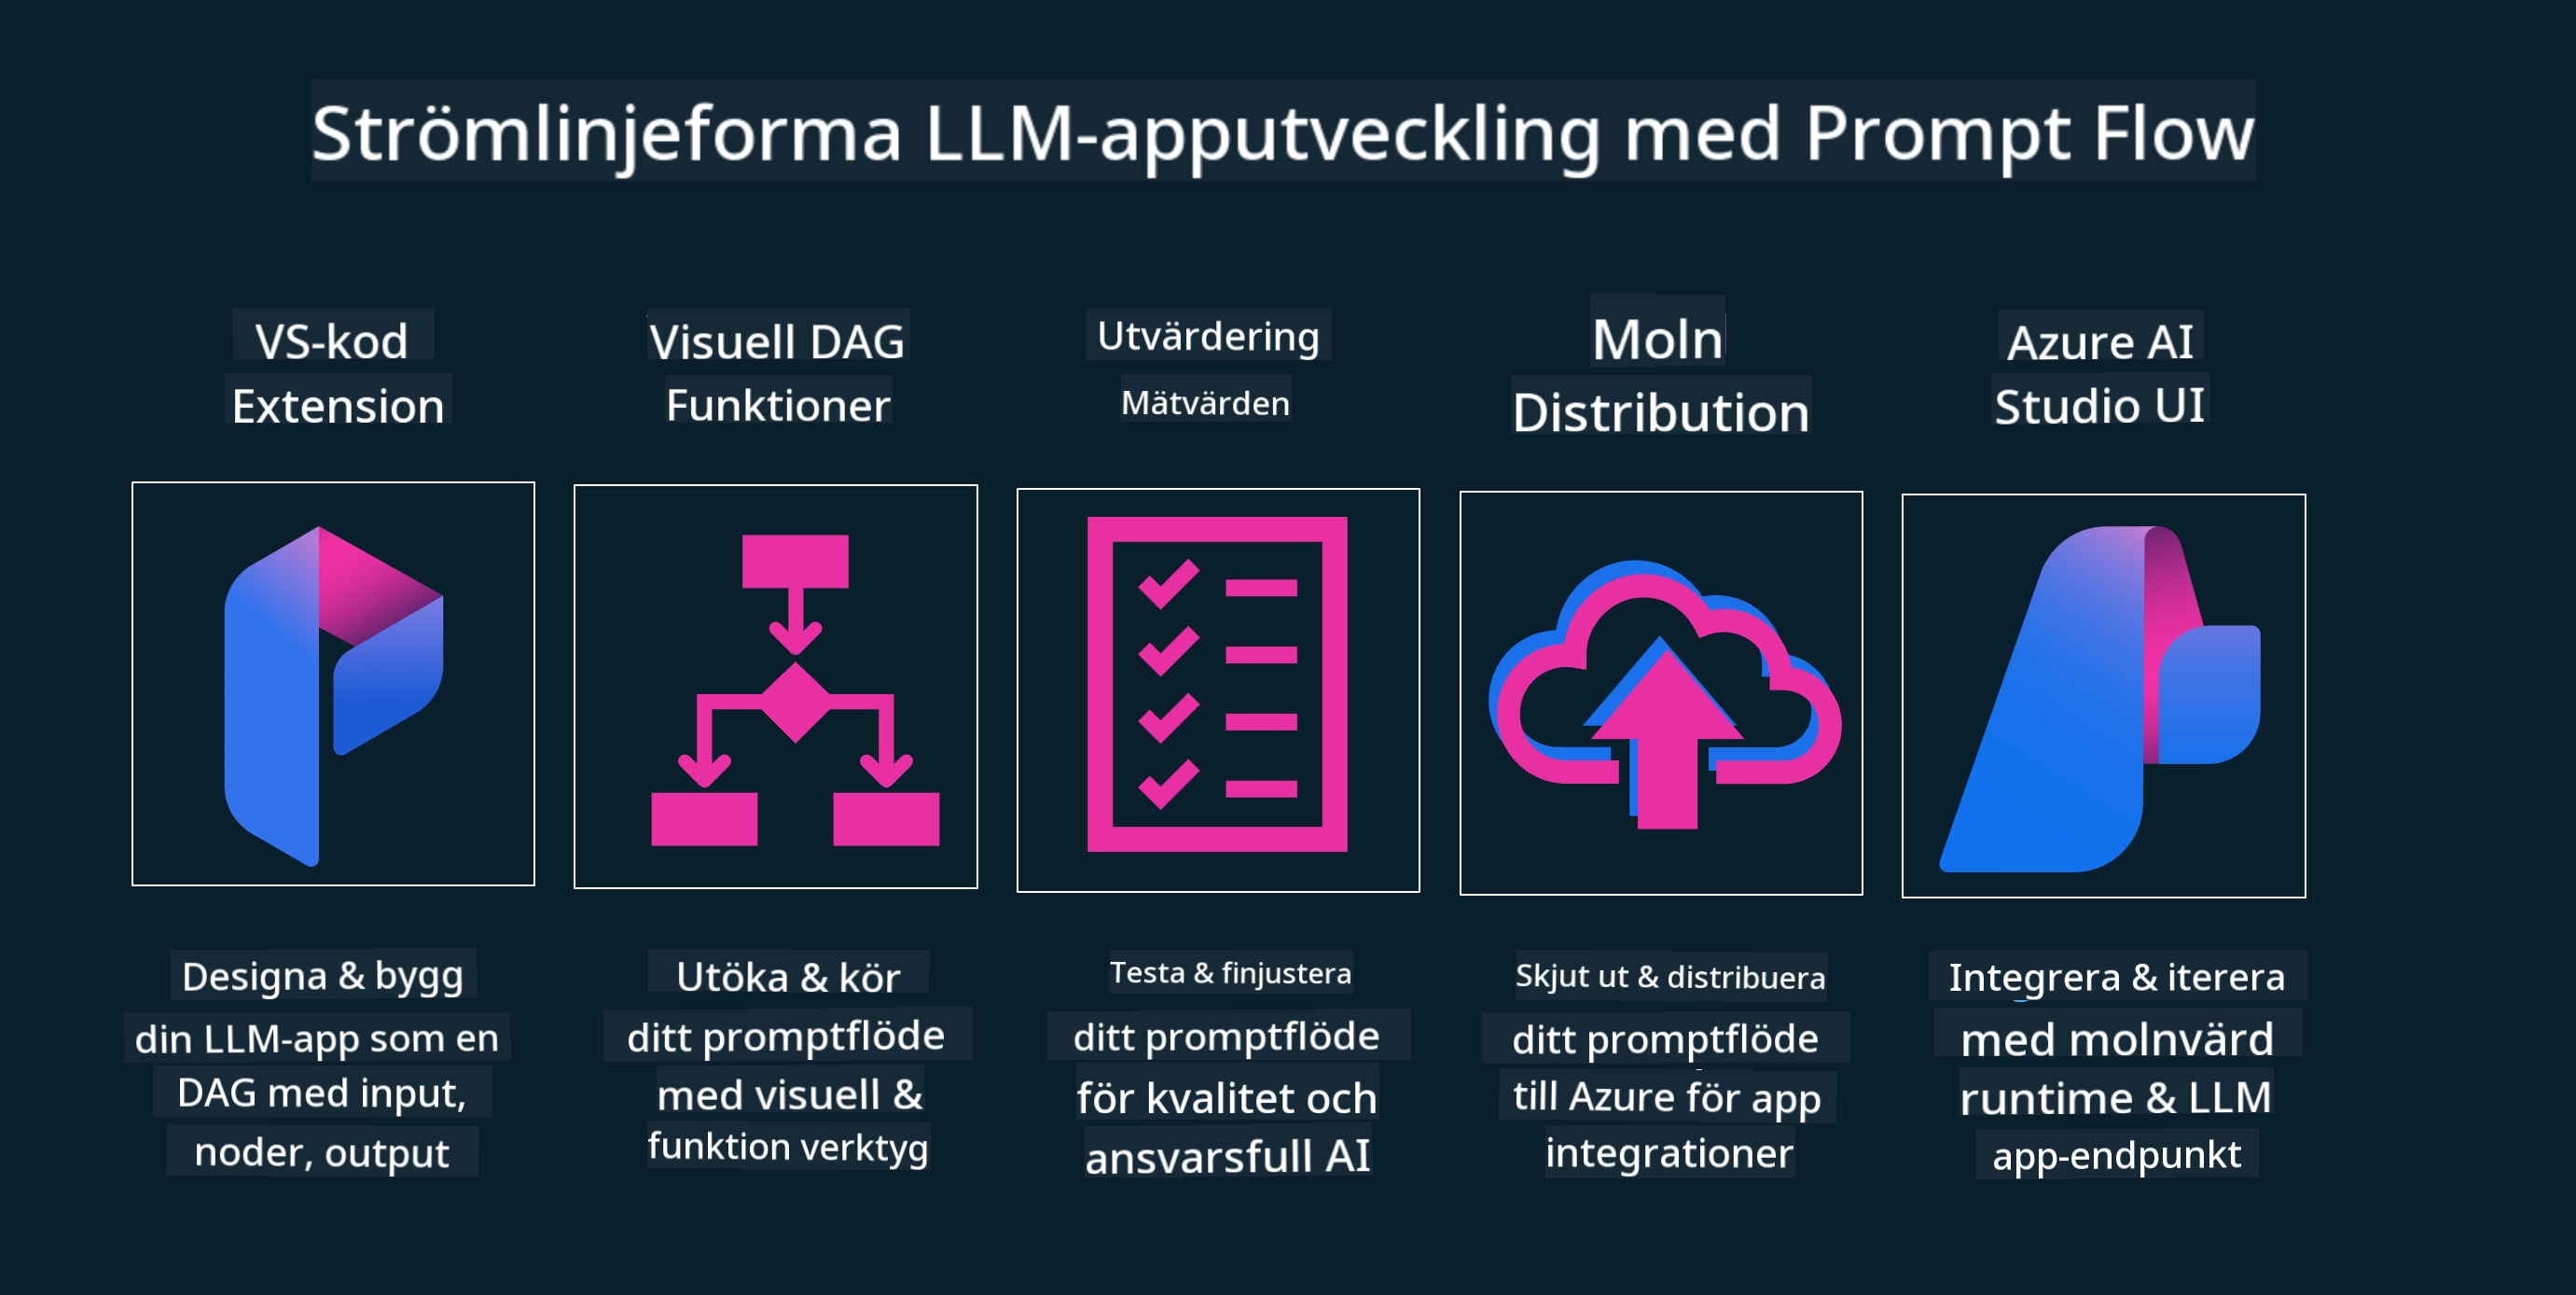 Strömlinjeforma LLM-apputveckling med Prompt Flow
VS-kod
Extension
Visuell DAG
Funktioner
Utvärdering
Mätvärden
Moln
Distribution
Azure AI
Studio UI
Designa & bygg
din LLM-app som en
DAG med input,
noder, output
Utöka & kör
ditt promptflöde
med visuell &
funktion verktyg
Testa & finjustera
ditt promptflöde
för kvalitet och
ansvarsfull AI
Skjut ut & distribuera
ditt promptflöde
till Azure för app
integrationer
Integrera & iterera
med molnvärd
runtime & LLM
app-endpunkt